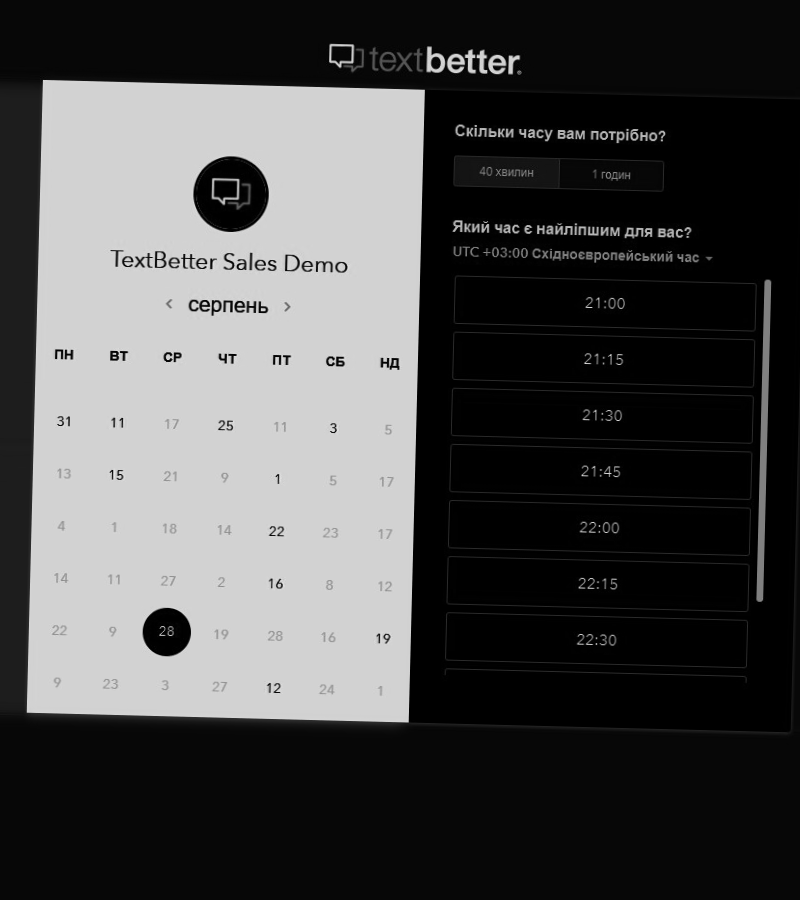 textbetter.
TextBetter Sales Demo
серпень
ПН ВТ СР ЧТ ПТ СБ НД
31 11 17 25 11 3 5
13 15 21 9 1 5 17
4 1 18 14 22 23 17
14 11 27 2 16 8 12
22 9 28 19 28 16 19
9 23 3 27 12 24 1
Скільки часу вам потрібно?
40 хвилин 1 годин
Який час є найліпшим для вас?
UTC +03:00 Східноєвропейський час
21:00
21:15
21:30
21:45
22:00
22:15
22:30